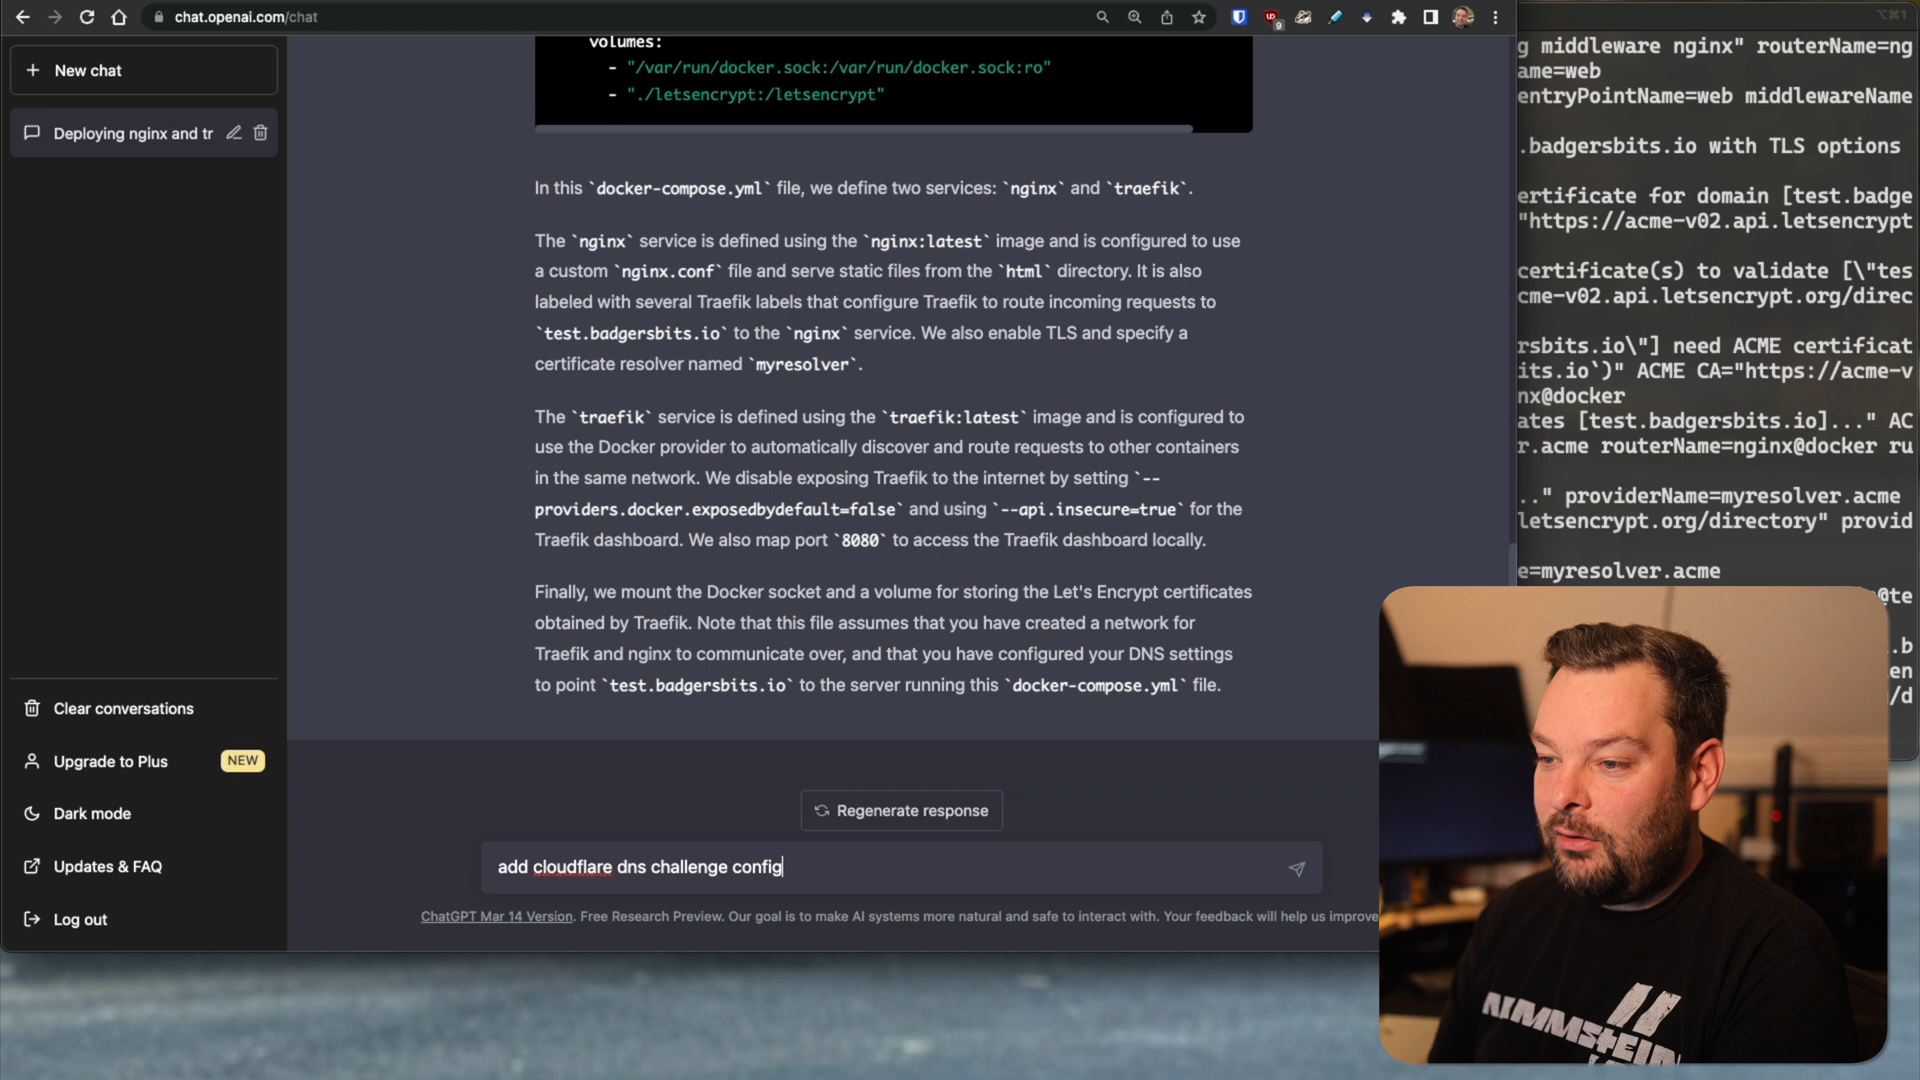 chat.openai.com/chat
9
New chat
Deploying nginx and tr
volumes:
- "/var/run/docker.sock:/var/run/docker.sock:ro"
- "./letsencrypt:/letsencrypt"
In this `docker-compose.yml` file, we define two services: `nginx` and `traefik`.
The `nginx` service is defined using the `nginx:latest` image and is configured to use
a custom `nginx.conf` file and serve static files from the `html` directory. It is also
labeled with several Traefik labels that configure Traefik to route incoming requests to
`test.badgersbits.io` to the `nginx` service. We also enable TLS and specify a
certificate resolver named `myresolver`.
The `traefik` service is defined using the `traefik:latest` image and is configured to
use the Docker provider to automatically discover and route requests to other containers
in the same network. We disable exposing Traefik to the internet by setting `--
providers.docker.exposedbydefault=false` and using `--api.insecure=true` for the
Traefik dashboard. We also map port `8080` to access the Traefik dashboard locally.
Finally, we mount the Docker socket and a volume for storing the Let's Encrypt certificates
obtained by Traefik. Note that this file assumes that you have created a network for
Traefik and nginx to communicate over, and that you have configured your DNS settings
to point `test.badgersbits.io` to the server running this `docker-compose.yml` file.
Clear conversations
Upgrade to Plus NEW
Dark mode
Updates & FAQ
Log out
Regenerate response
add cloudflare dns challenge config
ChatGPT Mar 14 Version. Free Research Preview. Our goal is to make AI systems more natural and safe to interact with. Your feedback will help us improve
⌥⌘1
g middleware nginx" routerName=ng
ame=web
entryPointName=web middlewareName
.badgersbits.io with TLS options
ertificate for domain [test.badge
"https://acme-v02.api.letsencrypt
certificate(s) to validate [\"tes
cme-v02.api.letsencrypt.org/direc
rsbits.io\"] need ACME certificat
its.io`)" ACME CA="https://acme-v
nx@docker
ates [test.badgersbits.io]..." AC
r.acme routerName=nginx@docker ru
.." providerName=myresolver.acme
letsencrypt.org/directory" provid
e=myresolver.acme
@te
.b
en
/d